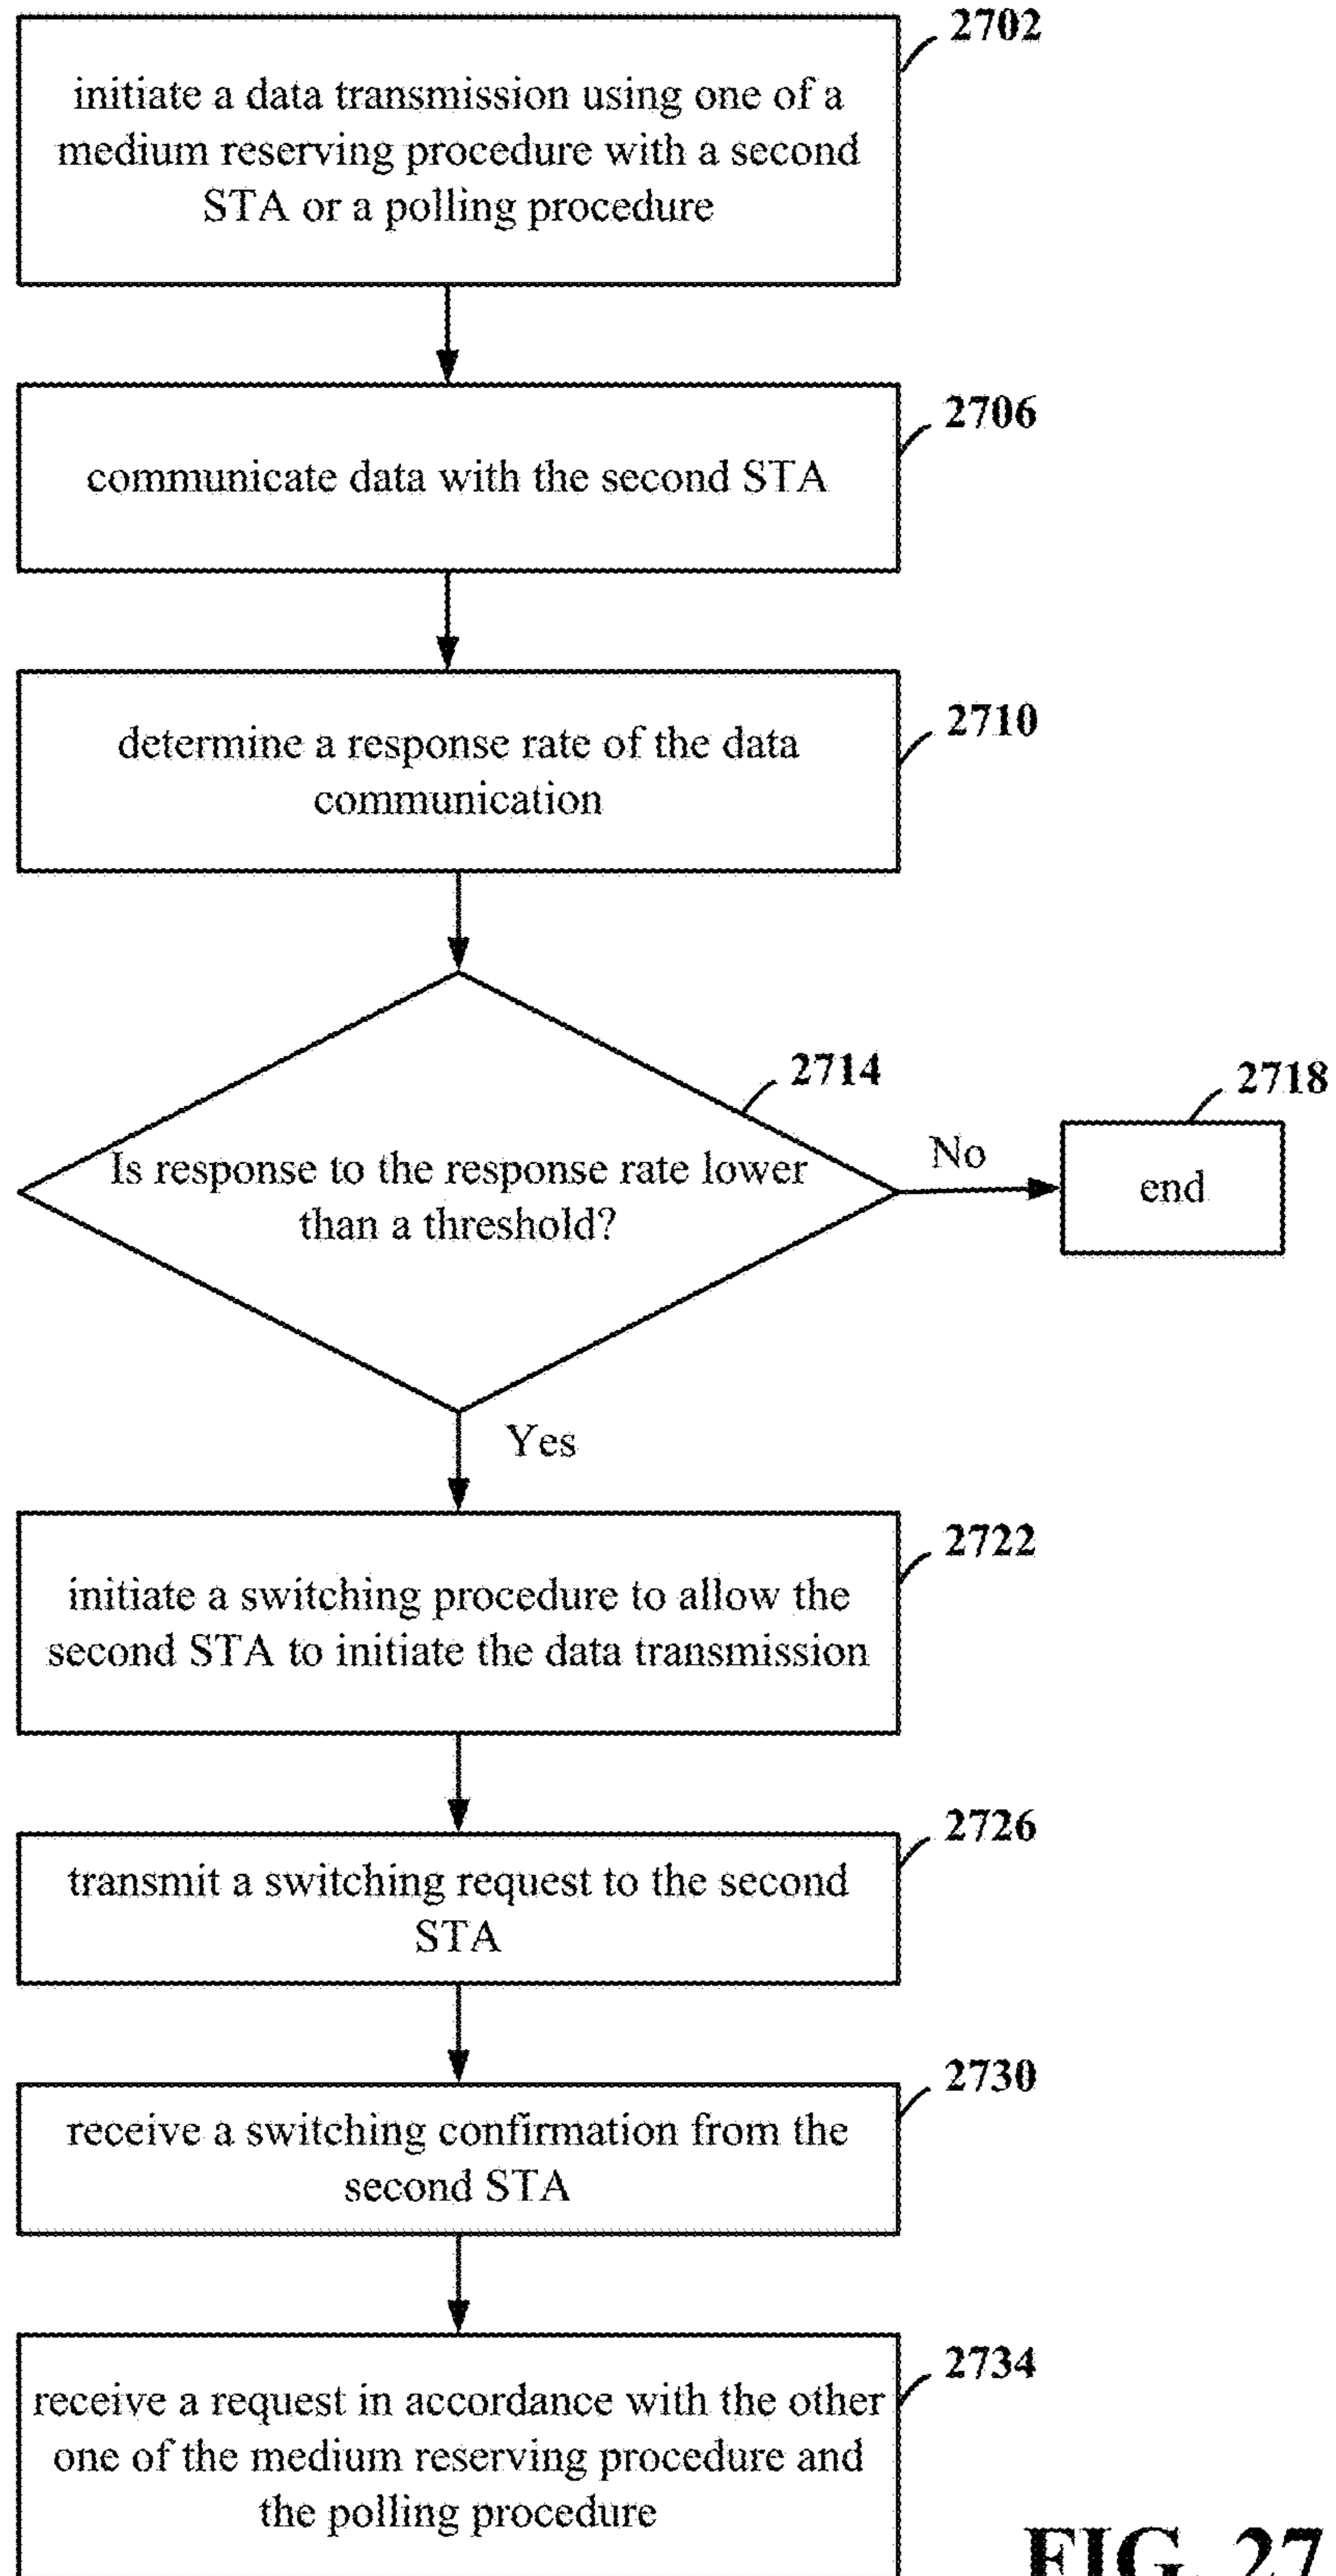 2702
initiate a data transmission using one of a
medium reserving procedure with a second
STA or a polling procedure
2706
communicate data with the second STA
2710
determine a response rate of the data
communication
2714
2718
Is response to the response rate lower
than a threshold?
No
end
Yes
2722
initiate a switching procedure to allow the
second STA to initiate the data transmission
2726
transmit a switching request to the second
STA
2730
receive a switching confirmation from the
second STA
2734
receive a request in accordance with the other
one of the medium reserving procedure and
the polling procedure
FIG. 27